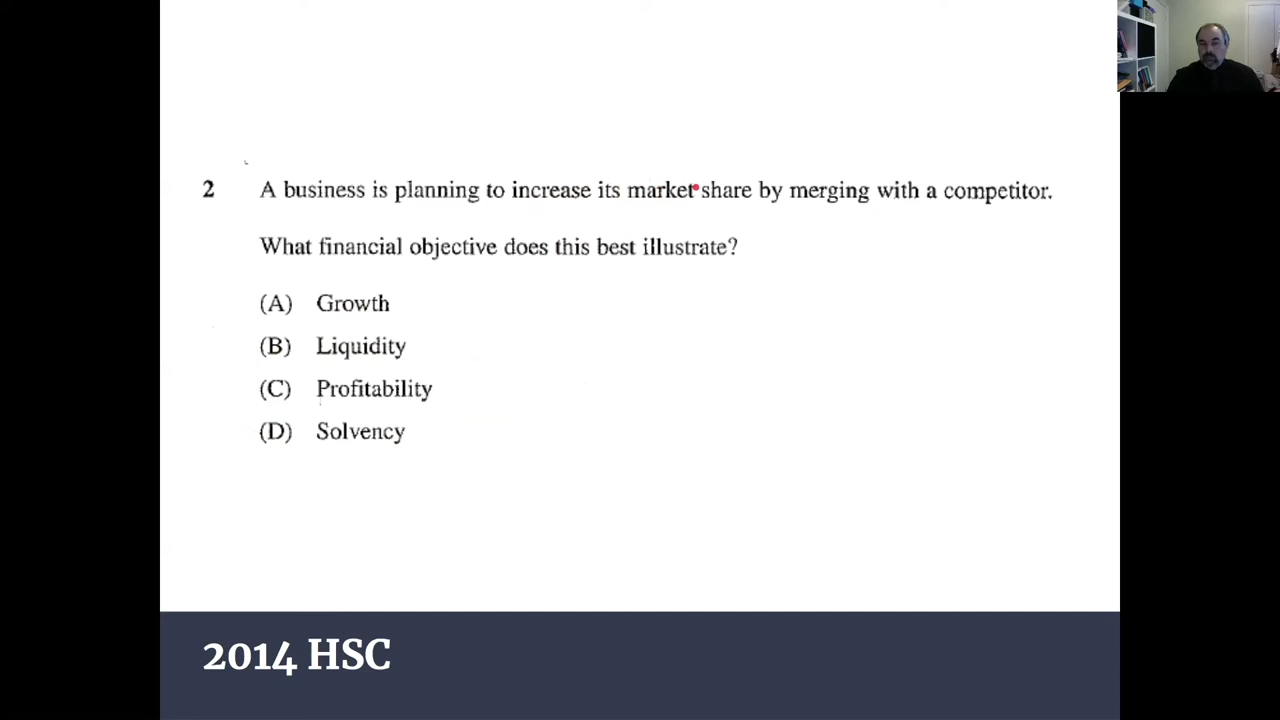 2 A business is planning to increase its market share by merging with a competitor.
What financial objective does this best illustrate?
(A) Growth
(B) Liquidity
(C) Profitability
(D) Solvency
2014 HSC